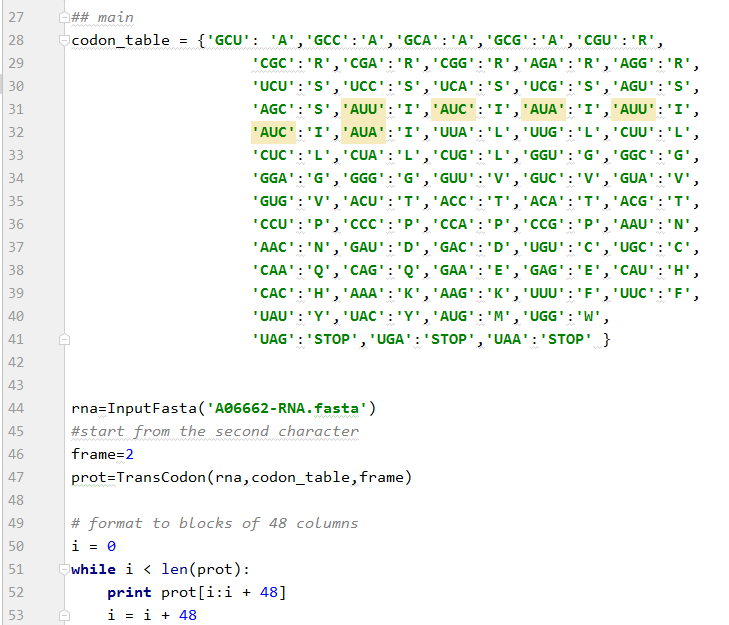 27 ## main
28 codon_table = {'GCU': 'A','GCC':'A','GCA':'A','GCG':'A','CGU':'R',
29 'CGC':'R','CGA':'R','CGG':'R','AGA':'R','AGG':'R',
30 'UCU':'S','UCC':'S','UCA':'S','UCG':'S','AGU':'S',
31 'AGC':'S','AUU':'I','AUC':'I','AUA':'I','AUU':'I',
32 'AUC':'I','AUA':'I','UUA':'L','UUG':'L','CUU':'L',
33 'CUC':'L','CUA':'L','CUG':'L','GGU':'G','GGC':'G',
34 'GGA':'G','GGG':'G','GUU':'V','GUC':'V','GUA':'V',
35 'GUG':'V','ACU':'T','ACC':'T','ACA':'T','ACG':'T',
36 'CCU':'P','CCC':'P','CCA':'P','CCG':'P','AAU':'N',
37 'AAC':'N','GAU':'D','GAC':'D','UGU':'C','UGC':'C',
38 'CAA':'Q','CAG':'Q','GAA':'E','GAG':'E','CAU':'H',
39 'CAC':'H','AAA':'K','AAG':'K','UUU':'F','UUC':'F',
40 'UAU':'Y','UAC':'Y','AUG':'M','UGG':'W',
41 'UAG':'STOP','UGA':'STOP','UAA':'STOP' }
42
43
44 rna=InputFasta('A06662-RNA.fasta')
45 #start from the second character
46 frame=2
47 prot=TransCodon(rna,codon_table,frame)
48
49 # format to blocks of 48 columns
50 i = 0
51 while i < len(prot):
52 print prot[i:i + 48]
53 i = i + 48